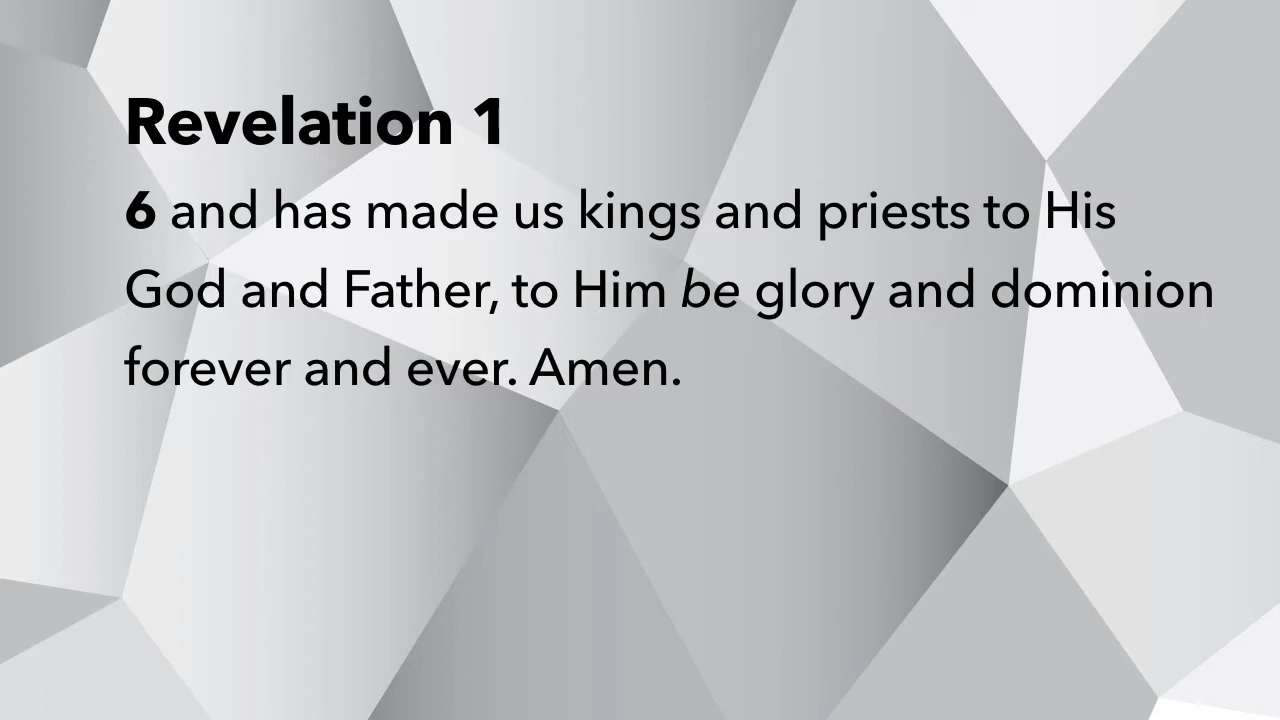 Revelation 1
6 and has made us kings and priests to His
God and Father, to Him be glory and dominion
forever and ever. Amen.